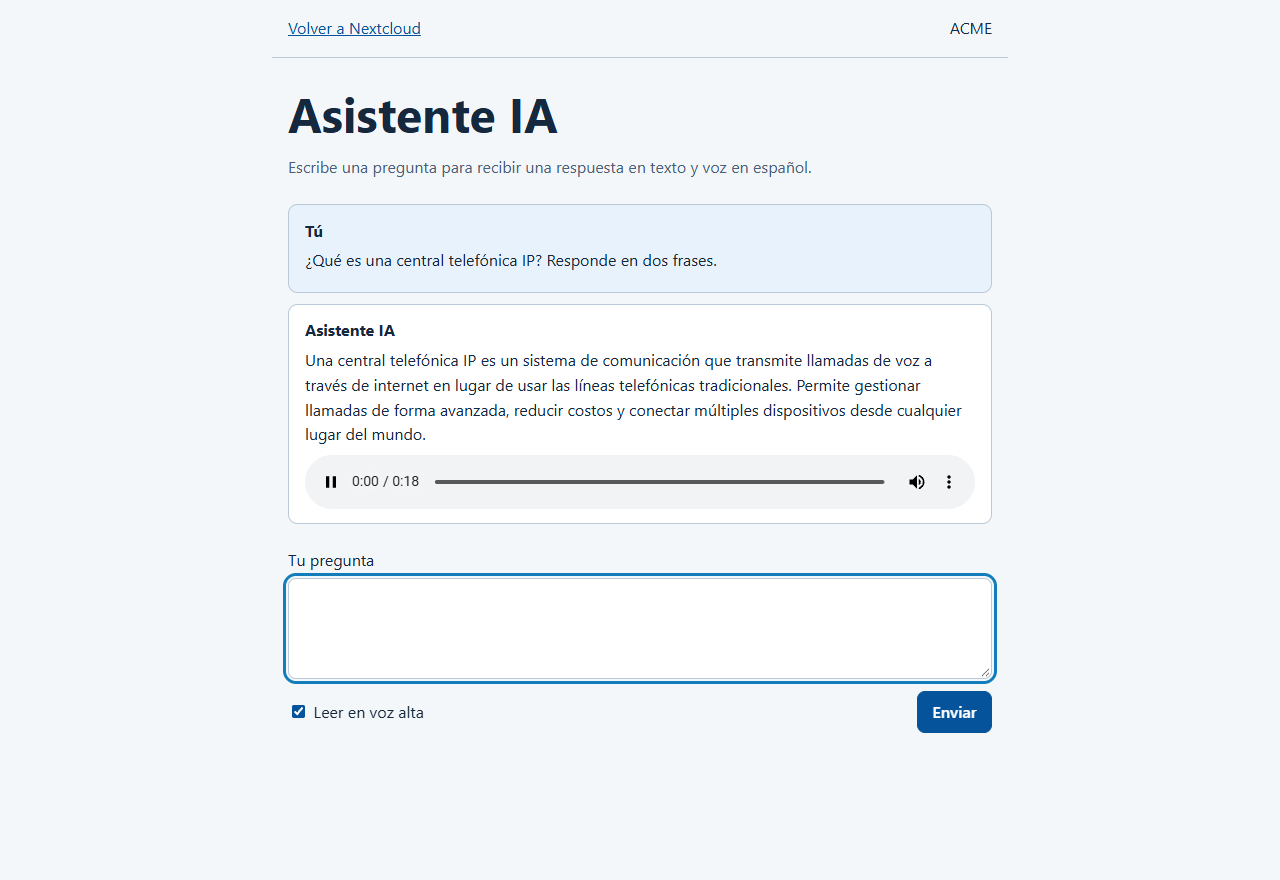 Volver a Nextcloud
ACME
Asistente IA
Escribe una pregunta para recibir una respuesta en texto y voz en español.
Tú
¿Qué es una central telefónica IP? Responde en dos frases.
Asistente IA
Una central telefónica IP es un sistema de comunicación que transmite llamadas de voz a
través de internet en lugar de usar las líneas telefónicas tradicionales. Permite gestionar
llamadas de forma avanzada, reducir costos y conectar múltiples dispositivos desde cualquier
lugar del mundo.
0:00 / 0:18
Tu pregunta
Leer en voz alta
Enviar